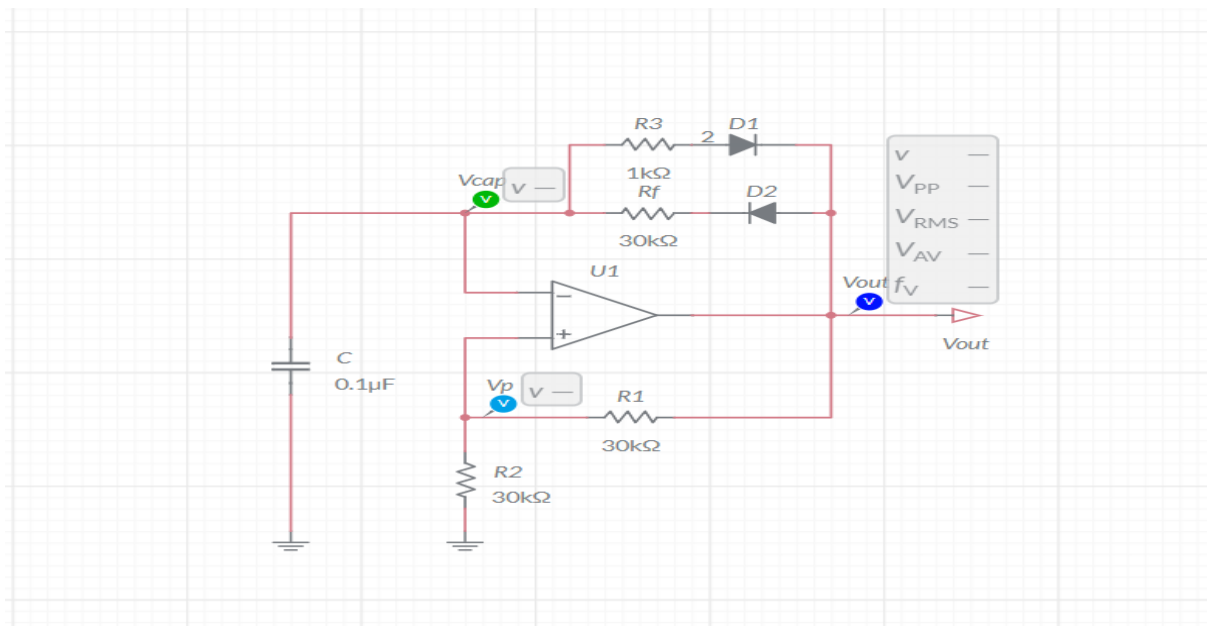 R3
2
D1
1kΩ
Vcap
v —
Rf
D2
30kΩ
v —
VPP —
VRMS —
VAV —
fV —
U1
Vout
V
V
−
+
Vout
C
0.1µF
Vp
V
v —
R1
30kΩ
R2
30kΩ